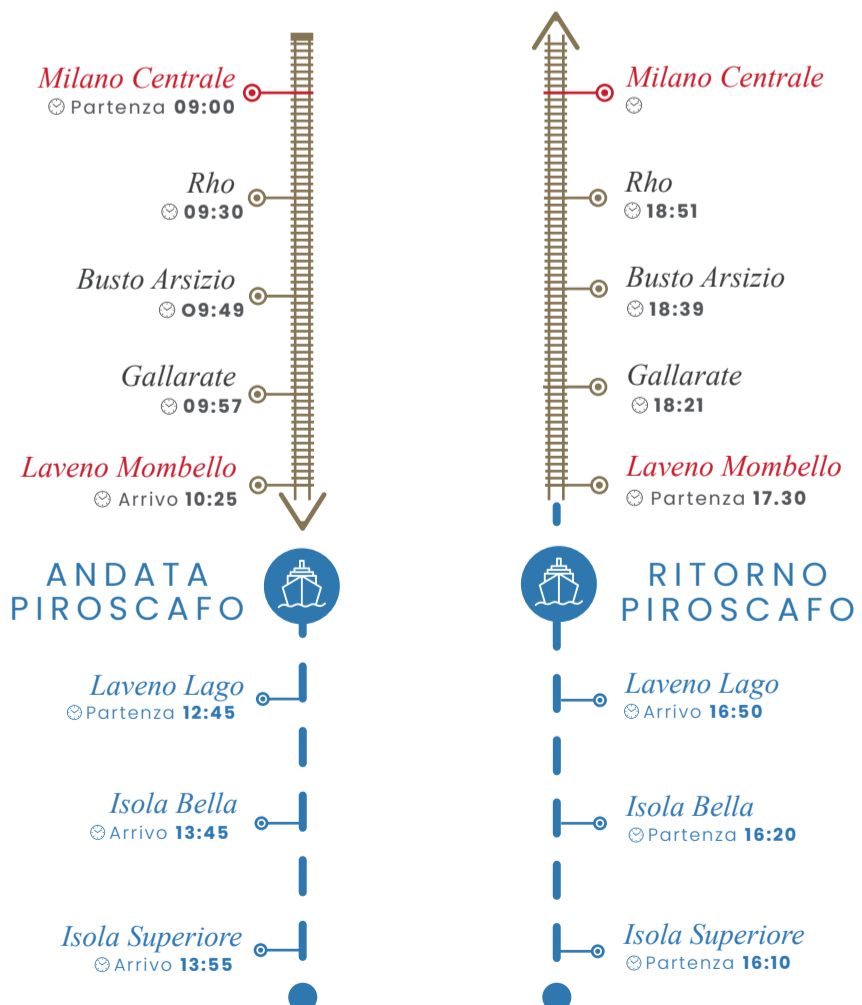 Milano Centrale
Partenza 09:00
Rho
09:30
Busto Arsizio
O9:49
Gallarate
09:57
Laveno Mombello
Arrivo 10:25
ANDATA
PIROSCAFO
Laveno Lago
Partenza 12:45
Isola Bella
Arrivo 13:45
Isola Superiore
Arrivo 13:55
Milano Centrale
Rho
18:51
Busto Arsizio
18:39
Gallarate
18:21
Laveno Mombello
Partenza 17.30
RITORNO
PIROSCAFO
Laveno Lago
Arrivo 16:50
Isola Bella
Partenza 16:20
Isola Superiore
Partenza 16:10